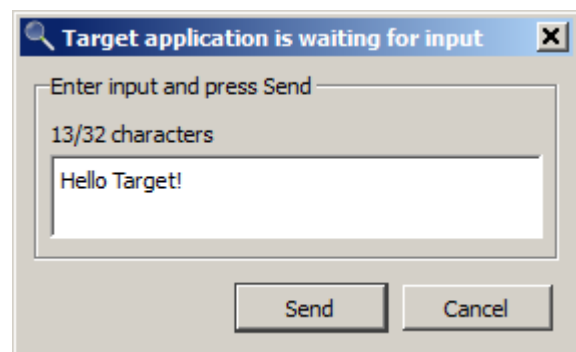 Target application is waiting for input
Enter input and press Send
13/32 characters
Hello Target!
Send Cancel